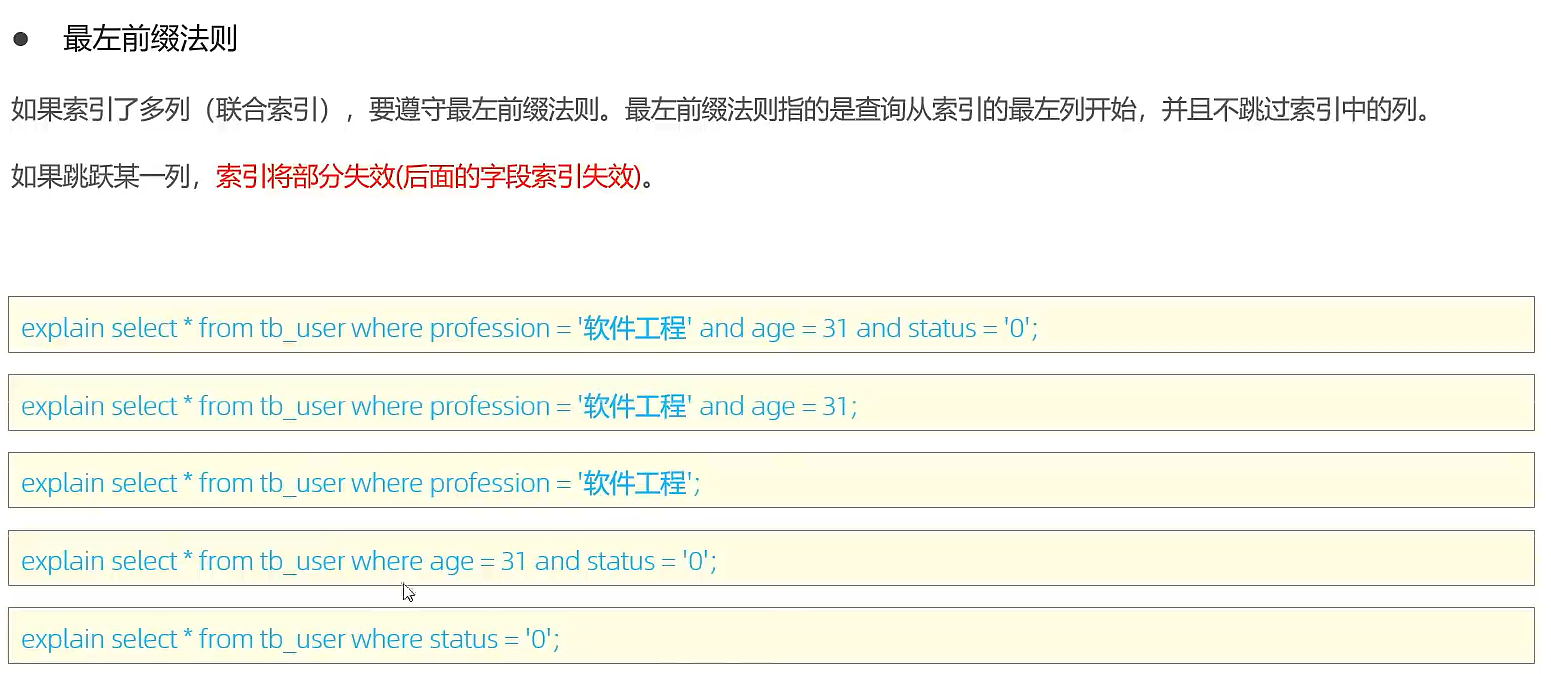 ● 最左前缀法则
如果索引了多列（联合索引），要遵守最左前缀法则。最左前缀法则指的是查询从索引的最左列开始，并且不跳过索引中的列。
如果跳跃某一列，索引将部分失效(后面的字段索引失效)。
explain select * from tb_user where profession = '软件工程' and age = 31 and status = '0';
explain select * from tb_user where profession = '软件工程' and age = 31;
explain select * from tb_user where profession = '软件工程';
explain select * from tb_user where age = 31 and status = '0';
explain select * from tb_user where status = '0';